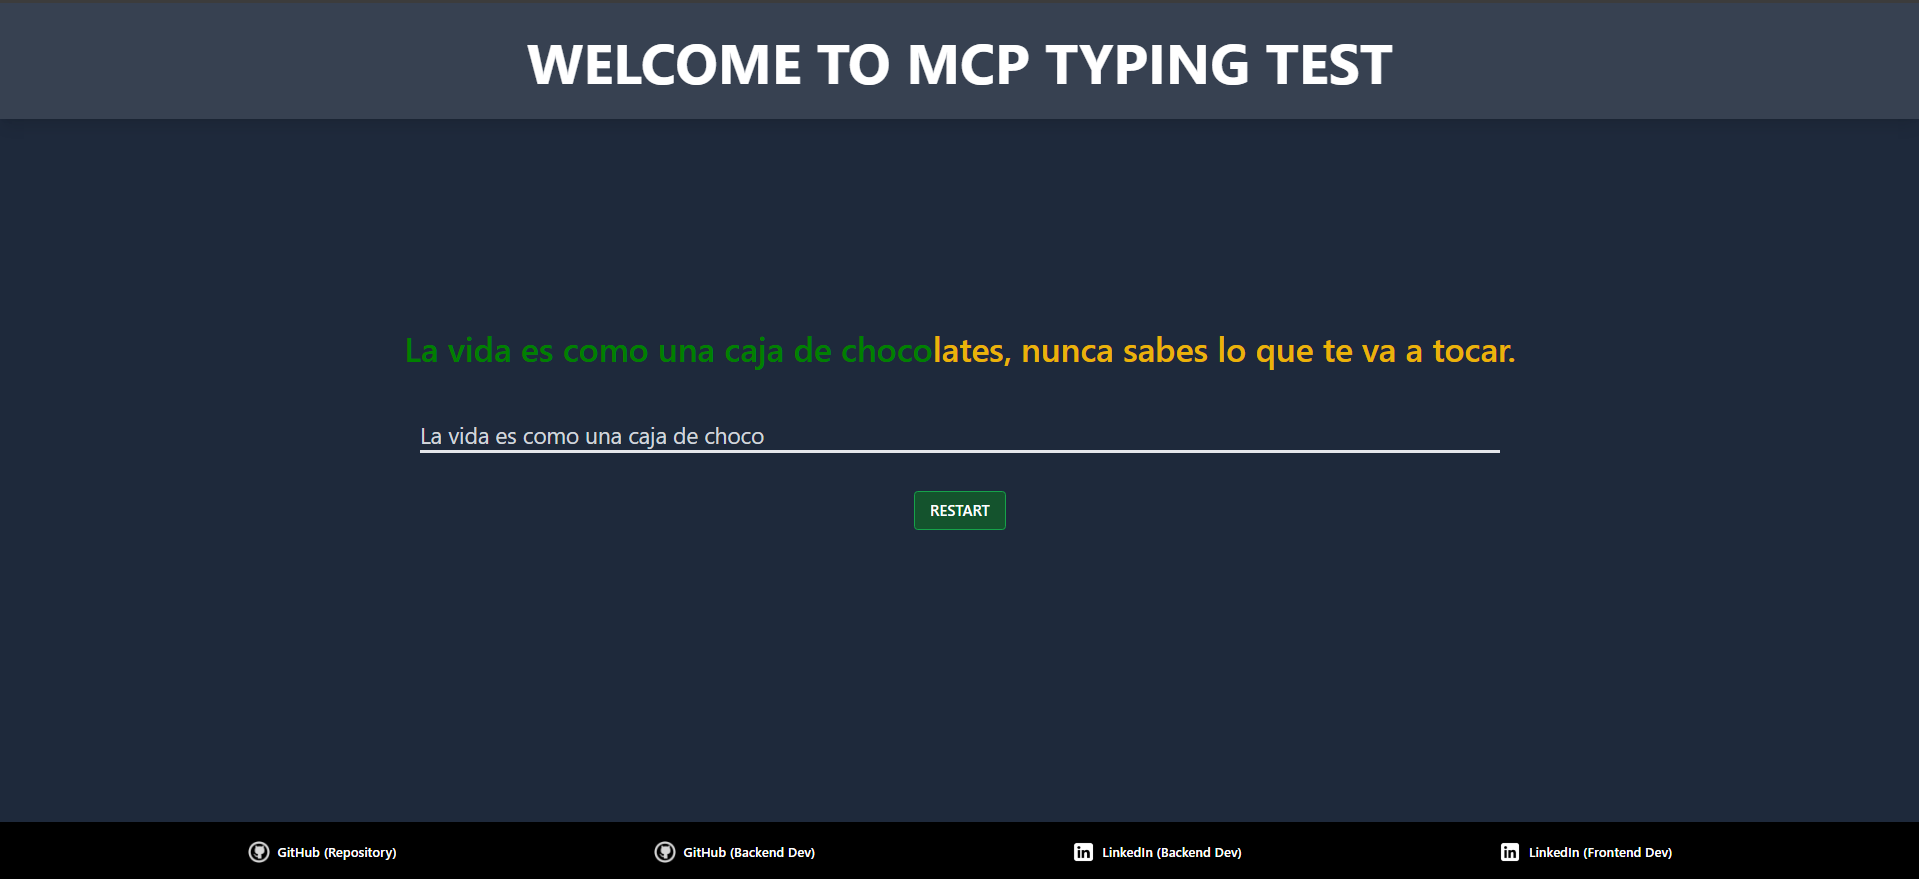 WELCOME TO MCP TYPING TEST
La vida es como una caja de chocolates, nunca sabes lo que te va a tocar.
La vida es como una caja de choco
RESTART
GitHub (Repository)
GitHub (Backend Dev)
LinkedIn (Backend Dev)
LinkedIn (Frontend Dev)